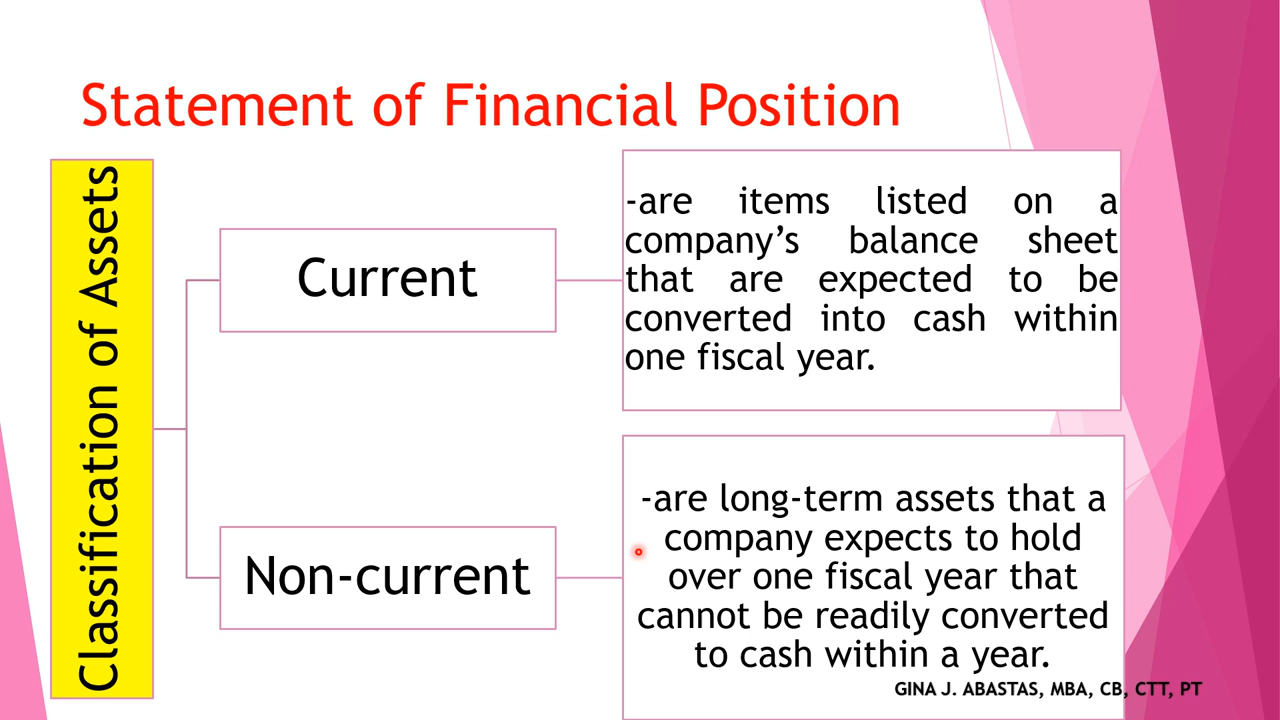 Statement of Financial Position
Classification of Assets
Current
-are items listed on a
company’s balance sheet
that are expected to be
converted into cash within
one fiscal year.
Non-current
-are long-term assets that a
company expects to hold
over one fiscal year that
cannot be readily converted
to cash within a year.
GINA J. ABASTAS, MBA, CB, CTT, PT